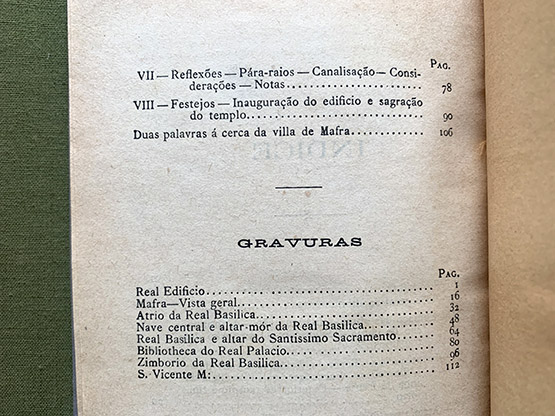 PAG.
VII — Reflexões — Pára-raios — Canalisação — Consi-
derações — Notas 78
VIII — Festejos — Inauguração do edificio e sagração
do templo 90
Duas palavras á cerca da villa de Mafra 106
GRAVURAS
PAG.
Real Edificio 1
Mafra—Vista geral 16
Atrio da Real Basilica 32
Nave central e altar-mór da Real Basilica 48
Real Basilica e altar do Santissimo Sacramento 64
Bibliotheca do Real Palacio 80
Zimborio da Real Basilica 96
S. Vicente M: 112